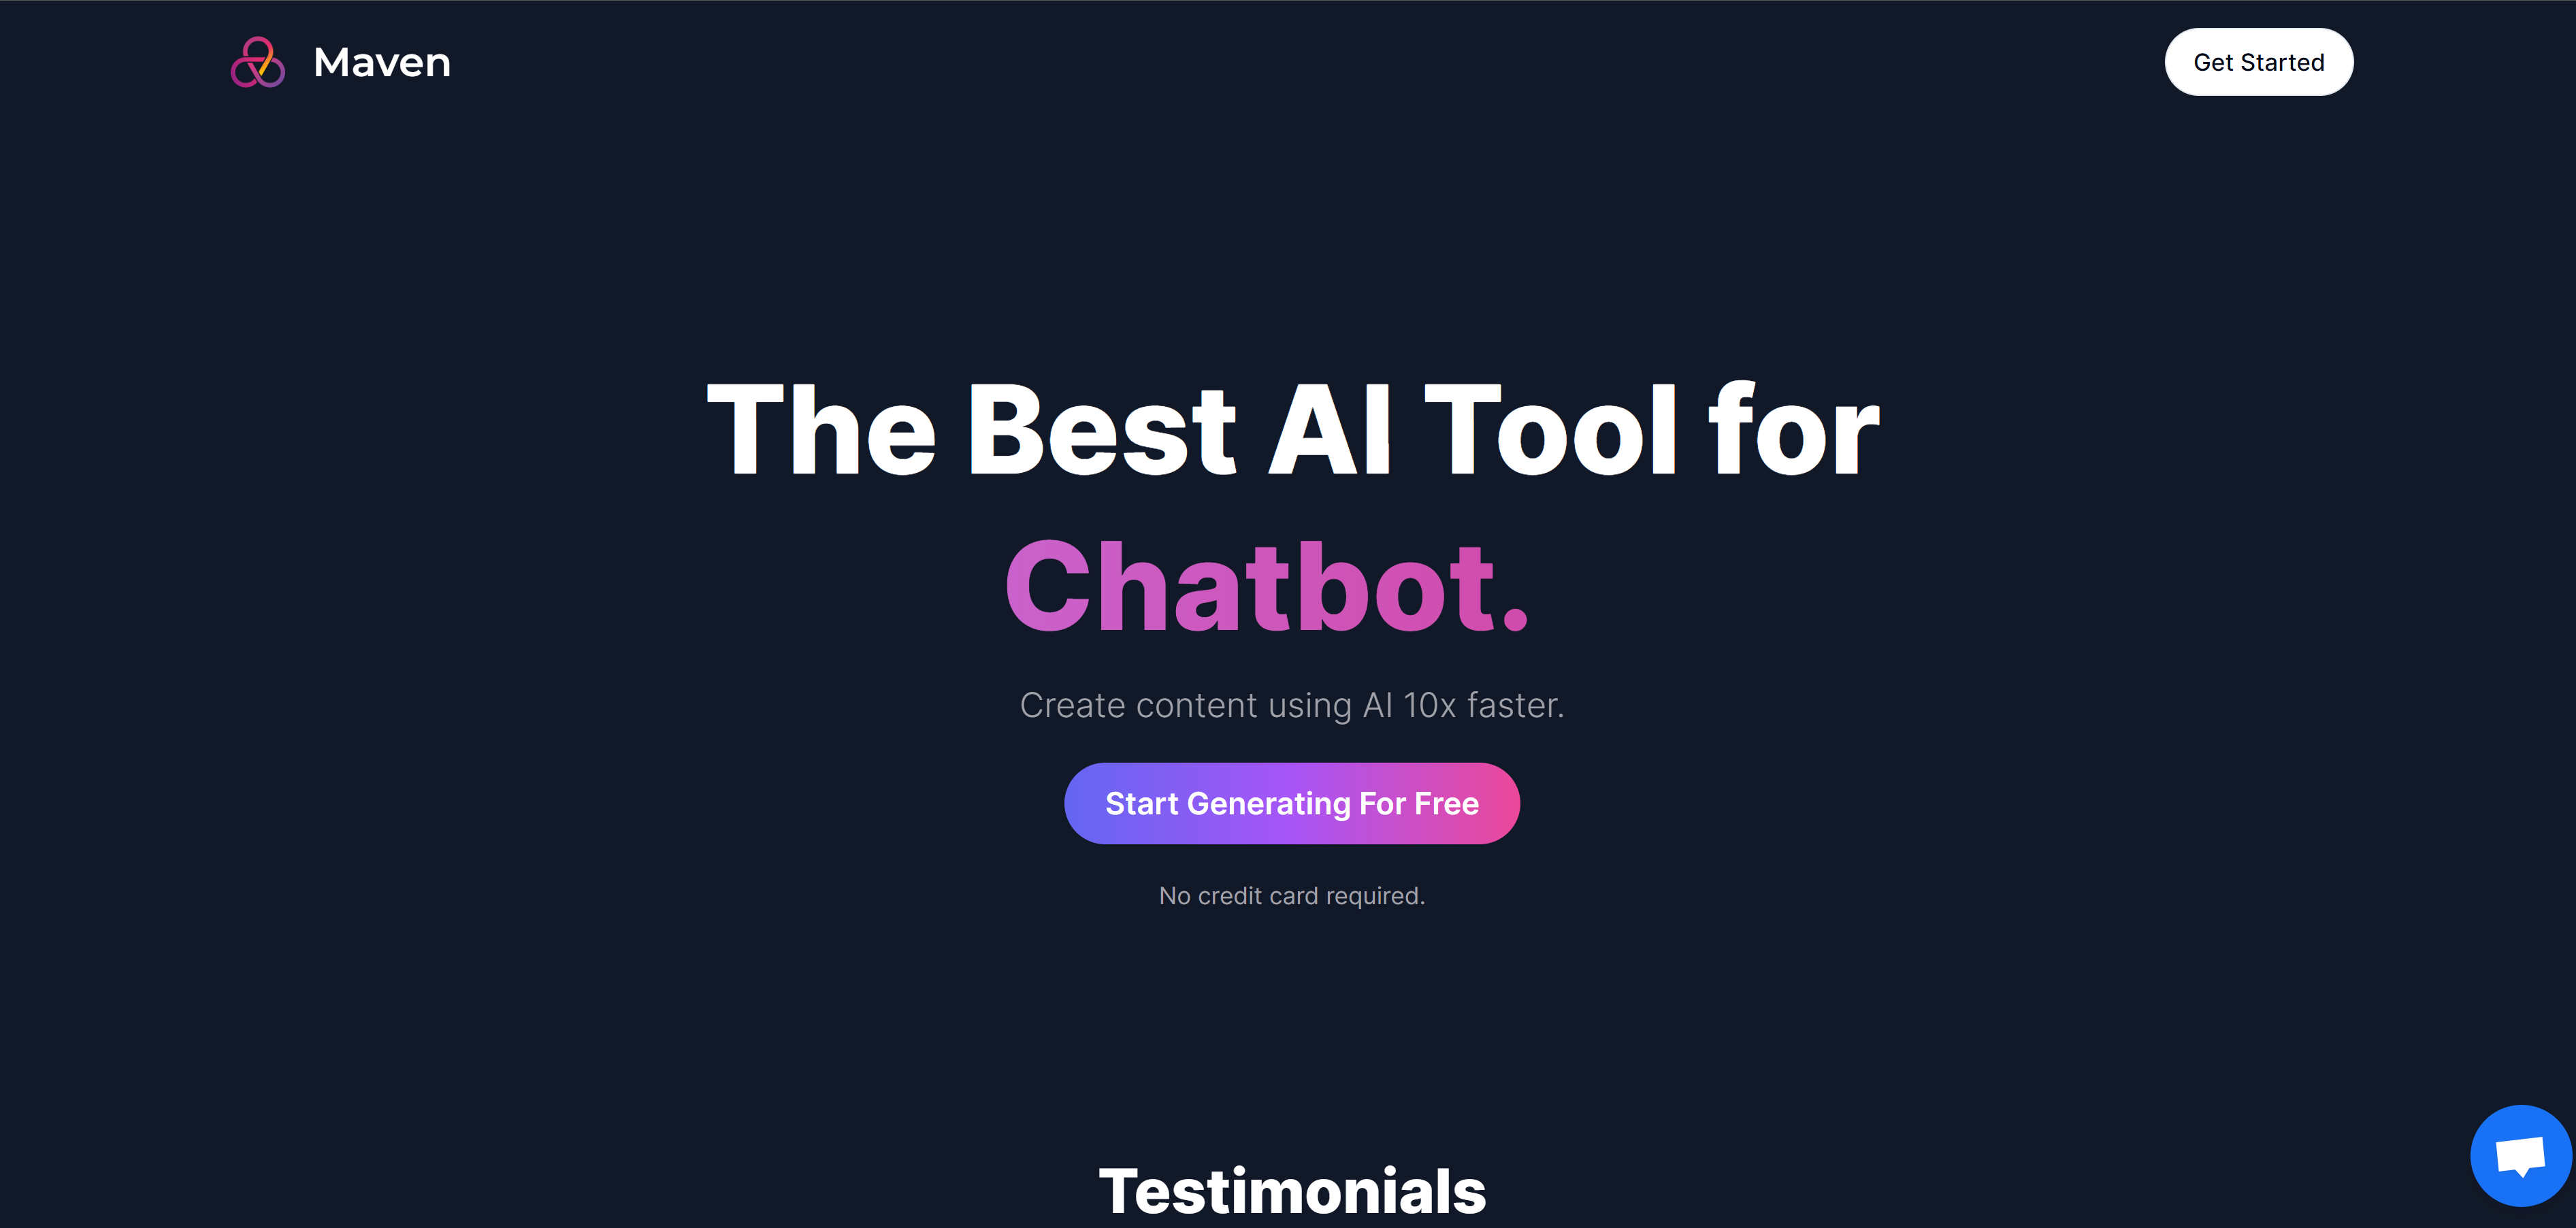 Maven
Get Started
The Best AI Tool for
Chatbot.
Create content using AI 10x faster.
Start Generating For Free
No credit card required.
Testimonials